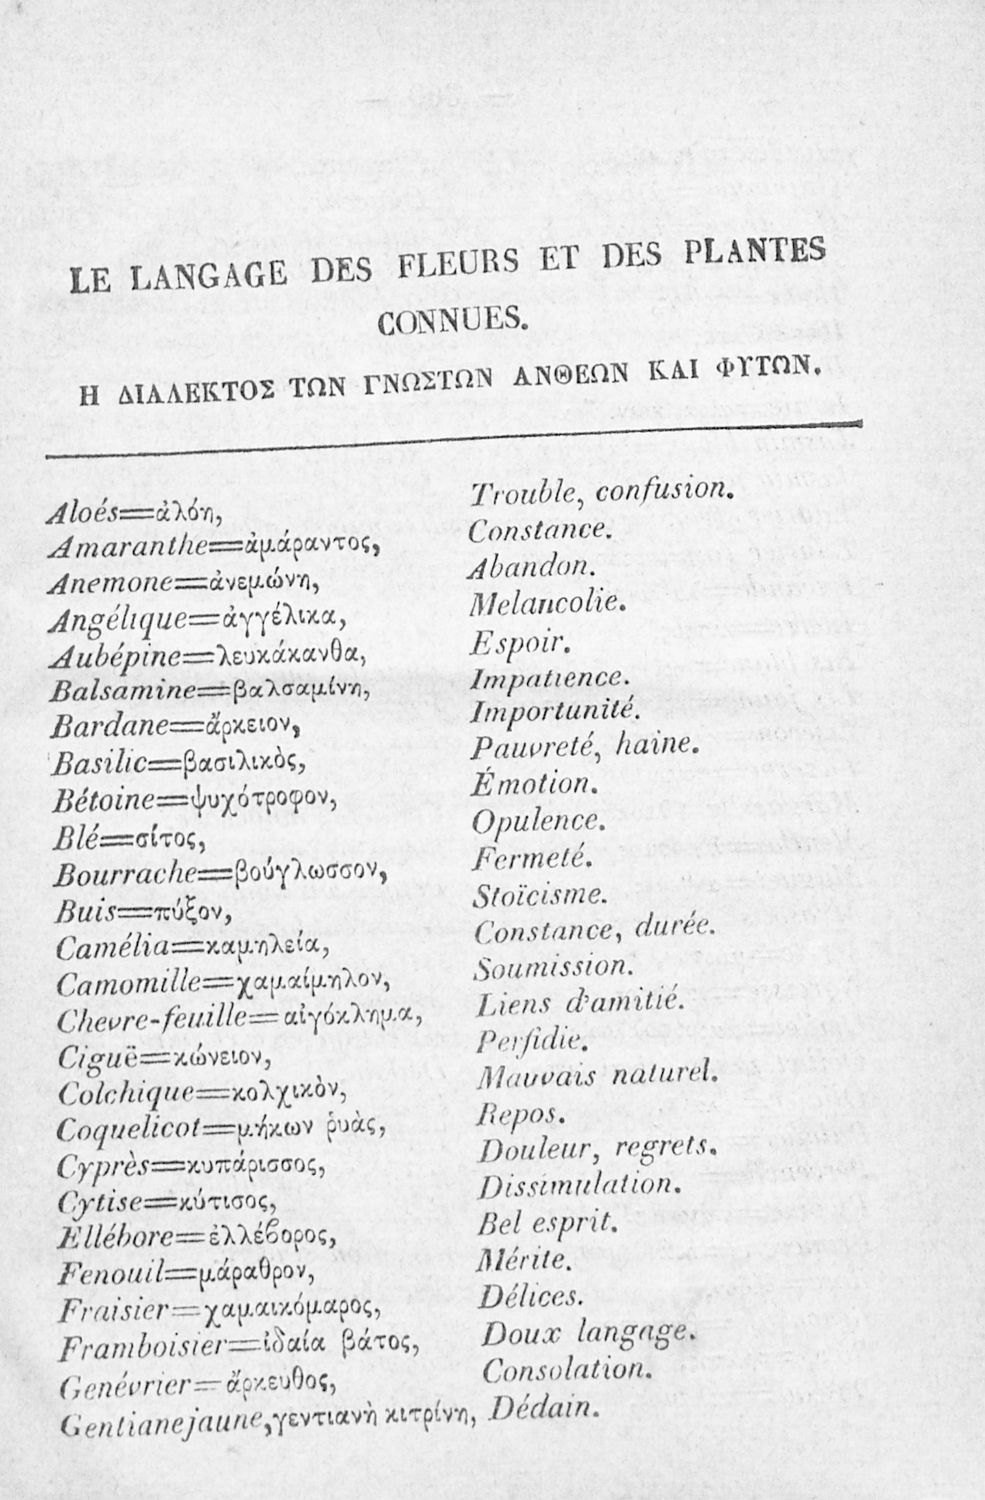 LE LANGAGE DES FLEURS ET DES PLANTES
CONNUES.
Η ΔΙΑΛΕΚΤΟΣ ΤΩΝ ΓΝΩΣΤΩΝ ΑΝΘΕΩΝ ΚΑΙ ΦΥΤΩΝ.
Aloés=ἀλόη, Trouble, confusion.
Amaranthe=ἀμάραντος, Constance.
Anemone=ἀνεμώνη, Abandon.
Angélique=ἀγγέλικα, Melancolie.
Aubépine=λευκάκανθα, Espoir.
Balsamine=βαλσαμίνη, Impatience.
Bardane=ἄρκειον, Importunité.
Basilic=βασιλικὸς, Pauvreté, haine.
Bétoine=ψυχότροφον, Émotion.
Blé=σίτος, Opulence.
Bourrache=βούγλωσσον, Fermeté.
Buis=πύξον, Stoïcisme.
Camélia=καμηλεία, Constance, durée.
Camomille=χαμαίμηλον, Soumission.
Chevre-feuille=αἰγόκλημα, Liens d'amitié.
Ciguë=κώνειον, Perfidie.
Colchique=κολχικὸν, Mauvais naturel.
Coquelicot=μήκων ῥυὰς, Repos.
Cyprès=κυπάρισσος, Douleur, regrets.
Cytise=κύτισος, Dissimulation.
Ellébore=ἐλλέϐορος, Bel esprit.
Fenouil=μάραθρον, Mérite.
Fraisier=χαμαικόμαρος, Délices.
Framboisier=ἰδαία βάτος, Doux langage.
Genévrier=ἄρκευθος, Consolation.
Gentianejaune,γεντιανὴ κιτρίνη, Dédain.